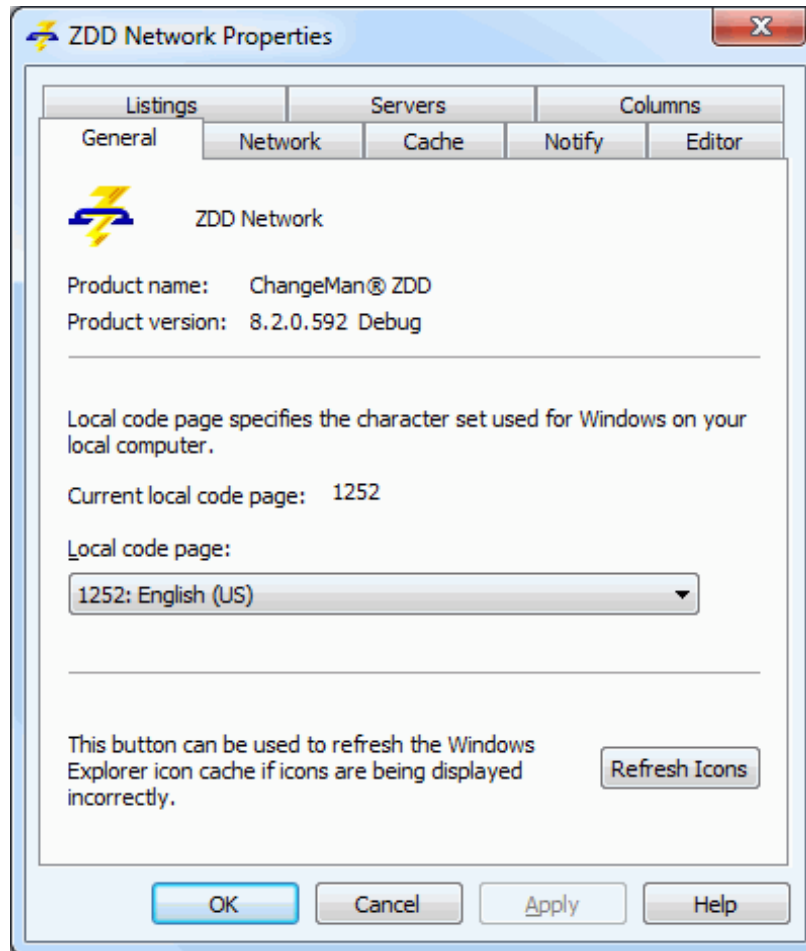 ZDD Network Properties
Listings Servers Columns
General Network Cache Notify Editor
ZDD Network
Product name: ChangeMan® ZDD
Product version: 8.2.0.592 Debug
Local code page specifies the character set used for Windows on your
local computer.
Current local code page: 1252
Local code page:
1252: English (US)
This button can be used to refresh the Windows
Explorer icon cache if icons are being displayed
incorrectly.
Refresh Icons
OK Cancel Apply Help